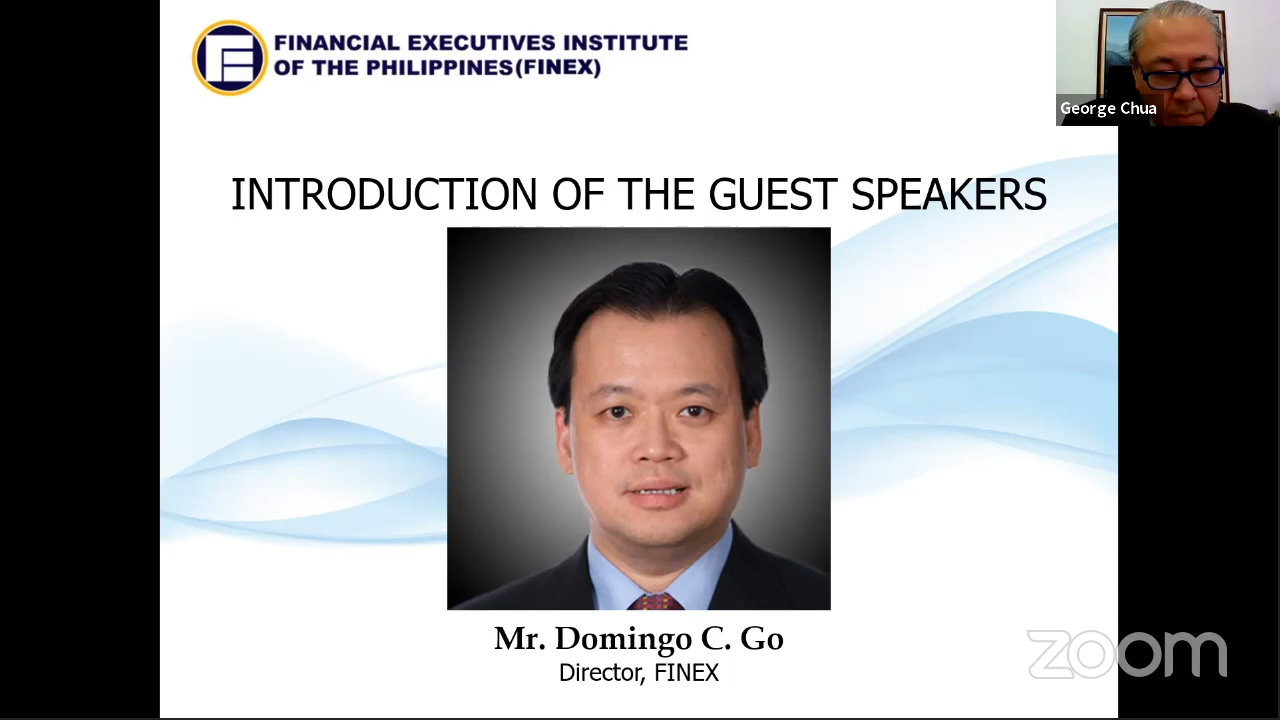 FINANCIAL EXECUTIVES INSTITUTE
OF THE PHILIPPINES (FINEX)
George Chua
INTRODUCTION OF THE GUEST SPEAKERS
Mr. Domingo C. Go
Director, FINEX
zoom